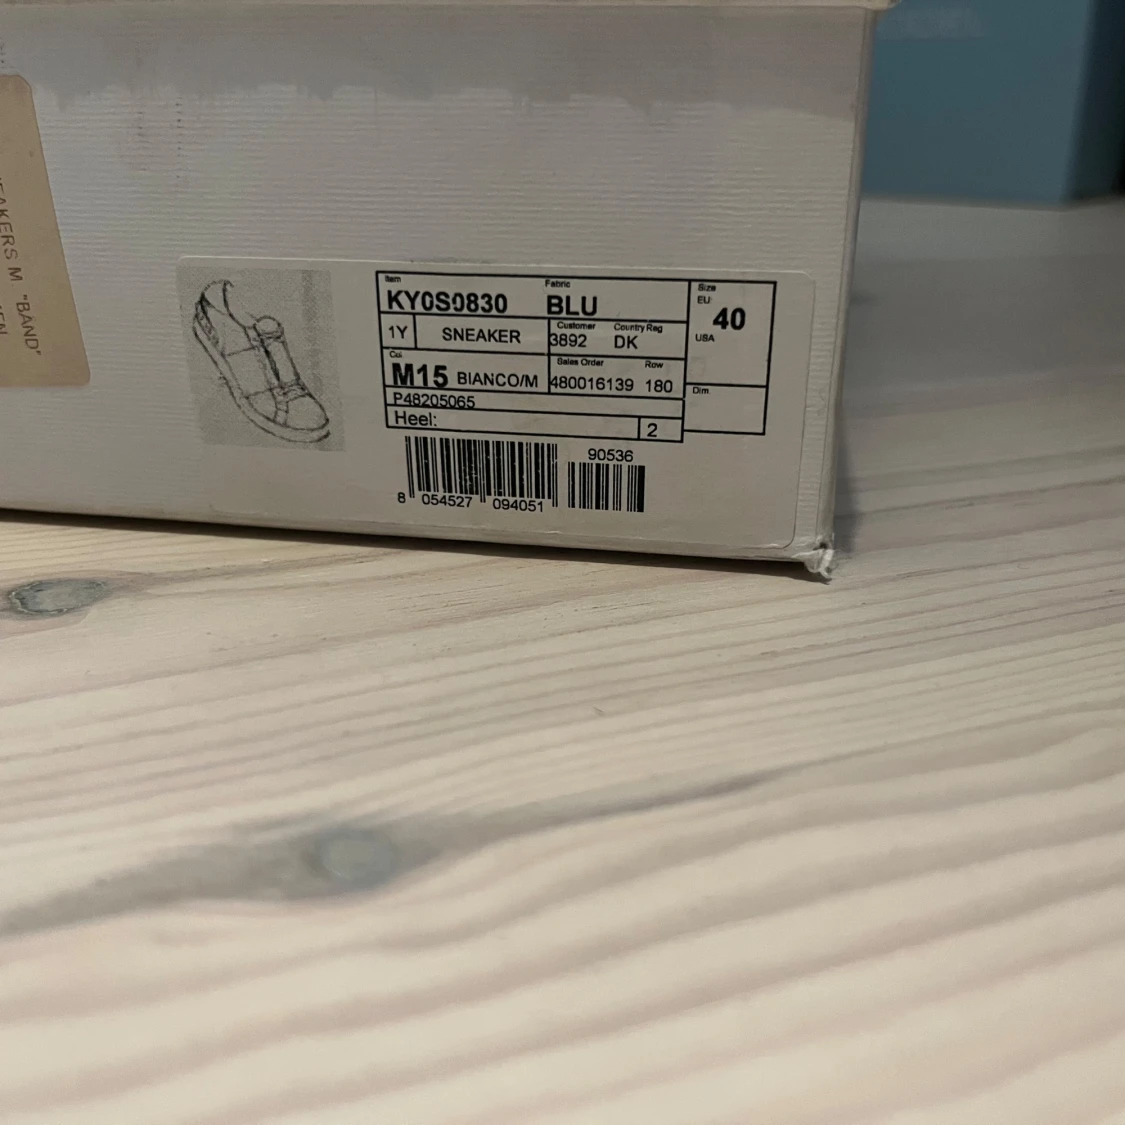 EAKERS M "BAND"
Item
Fabric
KY0S0830 BLU
Size
EU
40
USA
1Y SNEAKER
Customer Country Reg
3892 DK
Col
M15 BIANCO/M
Sales Order Row
480016139 180
Dim
P48205065
Heel: 2
90536
8 054527 094051